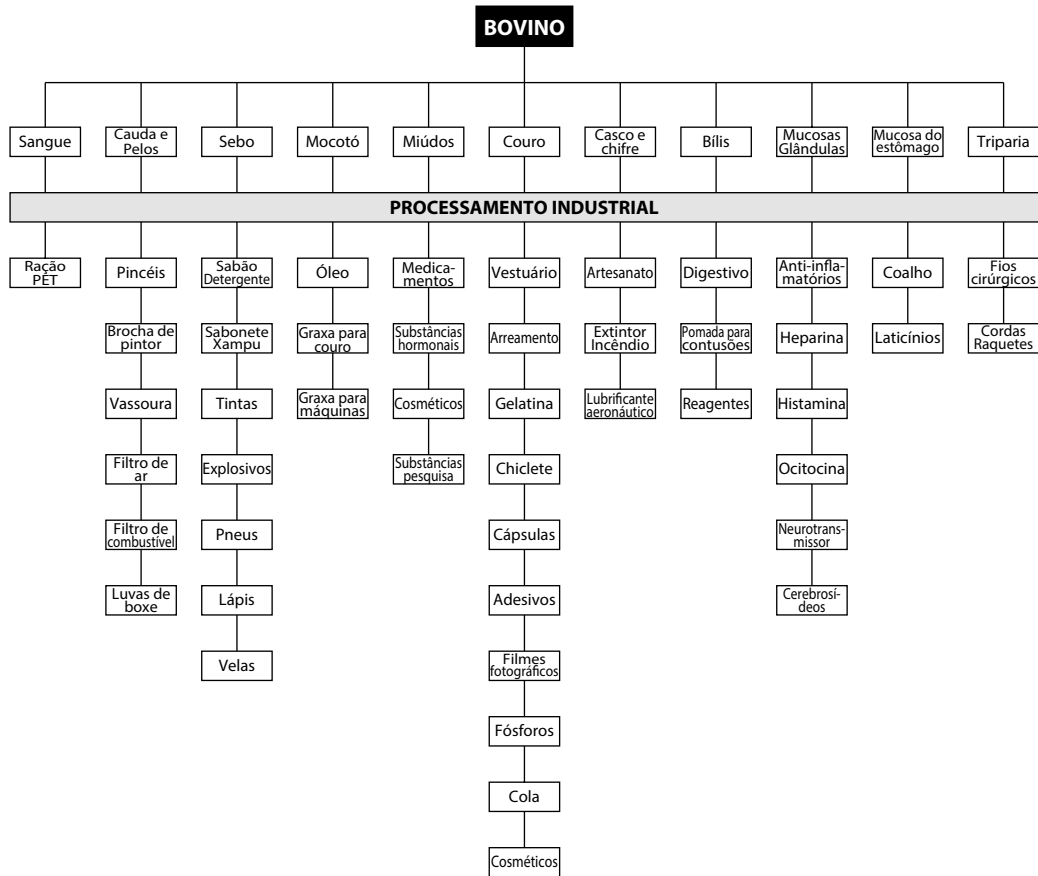 BOVINO
Sangue
Cauda e
Pelos
Sebo
Mocotó
Miúdos
Couro
Casco e
chifre
Bílis
Mucosas
Glândulas
Mucosa do
estômago
Triparia
PROCESSAMENTO INDUSTRIAL
Ração
PET
Pincéis
Brocha de
pintor
Vassoura
Filtro de
ar
Filtro de
combustível
Luvas de
boxe
Sabão
Detergente
Sabonete
Xampu
Tintas
Explosivos
Pneus
Lápis
Velas
Óleo
Graxa para
couro
Graxa para
máquinas
Medica-
mentos
Substâncias
hormonais
Cosméticos
Substâncias
pesquisa
Vestuário
Arreamento
Gelatina
Chiclete
Cápsulas
Adesivos
Filmes
fotográficos
Fósforos
Cola
Cosméticos
Artesanato
Extintor
Incêndio
Lubrificante
aeronáutico
Digestivo
Pomada para
contusões
Reagentes
Anti-infla-
matórios
Heparina
Histamina
Ocitocina
Neurotrans-
missor
Cerebrosí-
deos
Coalho
Laticínios
Fios
cirúrgicos
Cordas
Raquetes